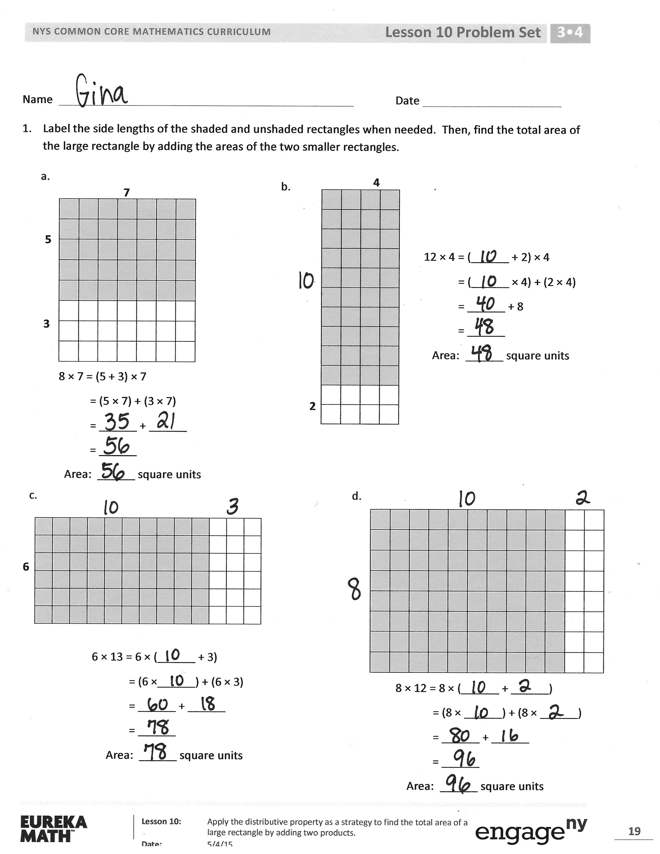 NYS COMMON CORE MATHEMATICS CURRICULUM
Lesson 10 Problem Set 3•4
Name Gina
Date
1. Label the side lengths of the shaded and unshaded rectangles when needed. Then, find the total area of
the large rectangle by adding the areas of the two smaller rectangles.
a.
7
5
3
8 × 7 = (5 + 3) × 7
= (5 × 7) + (3 × 7)
= 35 + 21
= 56
Area: 56 square units
b.
4
10
2
12 × 4 = ( 10 + 2) × 4
= ( 10 × 4) + (2 × 4)
= 40 + 8
= 48
Area: 48 square units
c.
10 3
6
6 × 13 = 6 × ( 10 + 3)
= (6 × 10 ) + (6 × 3)
= 60 + 18
= 78
Area: 78 square units
d.
10 2
8
8 × 12 = 8 × ( 10 + 2 )
= (8 × 10 ) + (8 × 2 )
= 80 + 16
= 96
Area: 96 square units
EUREKA
MATH™
Lesson 10:
Apply the distributive property as a strategy to find the total area of a
large rectangle by adding two products.
Date:
5/4/15
engage ny
19